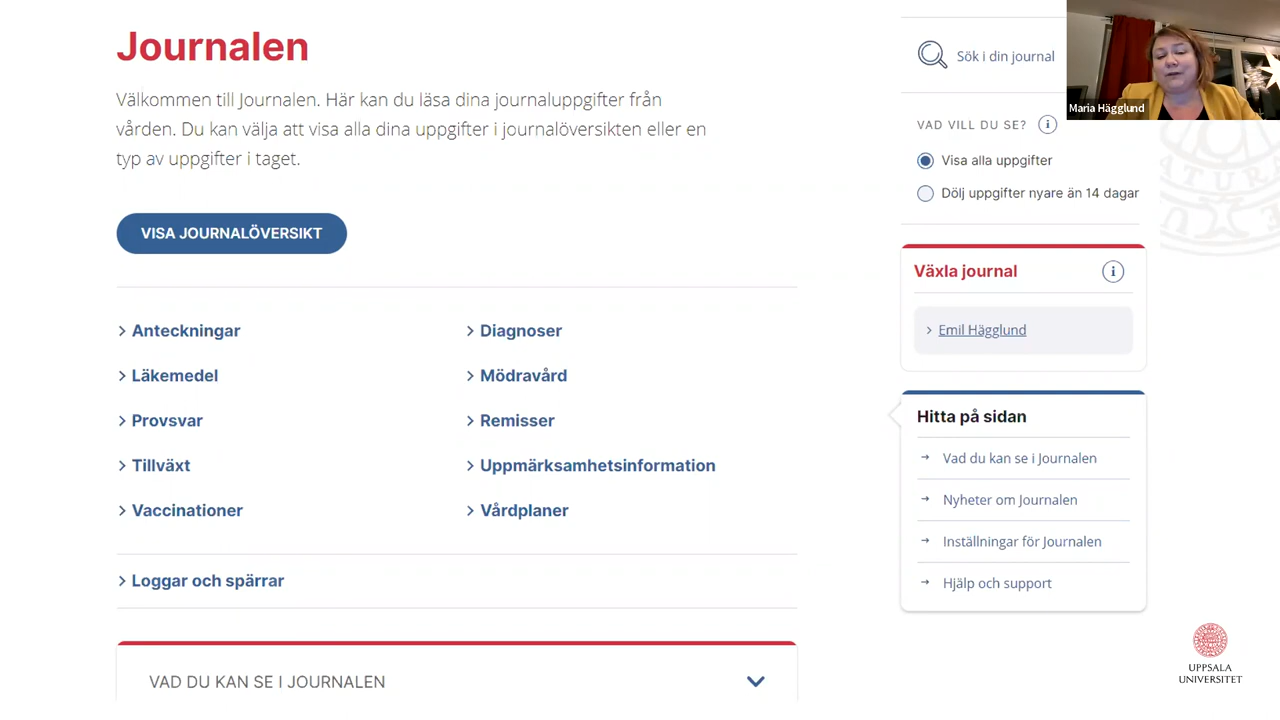 Journalen
Välkommen till Journalen. Här kan du läsa dina journaluppgifter från
vården. Du kan välja att visa alla dina uppgifter i journalöversikten eller en
typ av uppgifter i taget.
VISA JOURNALÖVERSIKT
Anteckningar
Diagnoser
Läkemedel
Mödravård
Provsvar
Remisser
Tillväxt
Uppmärksamhetsinformation
Vaccinationer
Vårdplaner
Loggar och spärrar
VAD DU KAN SE I JOURNALEN
Sök i din journal
Maria Hägglund
VAD VILL DU SE?
Visa alla uppgifter
Dölj uppgifter nyare än 14 dagar
Växla journal
Emil Hägglund
Hitta på sidan
Vad du kan se i Journalen
Nyheter om Journalen
Inställningar för Journalen
Hjälp och support
UPPSALA
UNIVERSITET